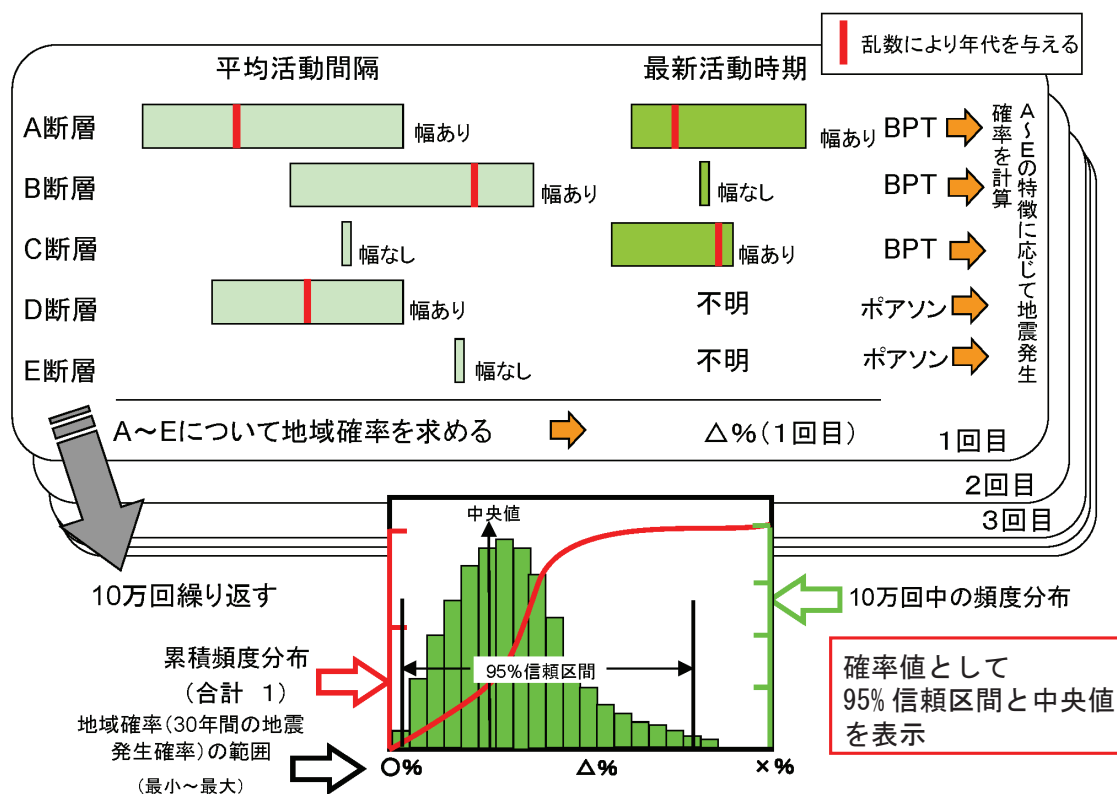 乱数により年代を与える
平均活動間隔
最新活動時期
A断層
幅あり
幅あり
BPT
B断層
幅あり
幅なし
BPT
C断層
幅なし
幅あり
BPT
D断層
幅あり
不明
ポアソン
E断層
幅なし
不明
ポアソン
A～Eの特徴に応じて地震発生
確率を計算
A～Eについて地域確率を求める
△%(1回目)
1回目
2回目
3回目
10万回繰り返す
中央値
95%信頼区間
10万回中の頻度分布
累積頻度分布
(合計 1)
地域確率(30年間の地震
発生確率)の範囲
(最小～最大)
○%
△%
×%
確率値として
95%信頼区間と中央値
を表示